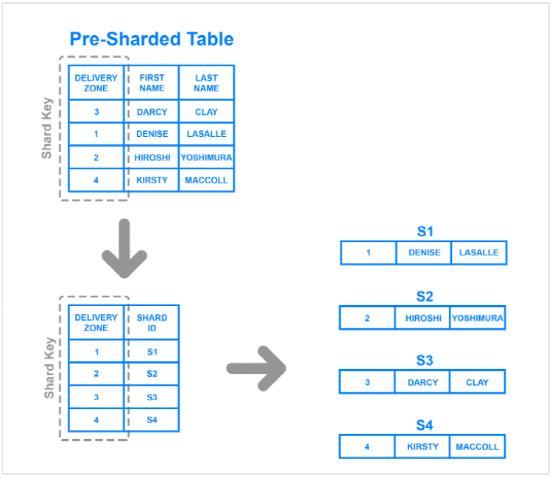 Pre-Sharded Table
Shard Key
DELIVERY ZONE FIRST NAME LAST NAME
3 DARCY CLAY
1 DENISE LASALLE
2 HIROSHI YOSHIMURA
4 KIRSTY MACCOLL
Shard Key
DELIVERY ZONE SHARD ID
1 S1
2 S2
3 S3
4 S4
S1
1 DENISE LASALLE
S2
2 HIROSHI YOSHIMURA
S3
3 DARCY CLAY
S4
4 KIRSTY MACCOLL